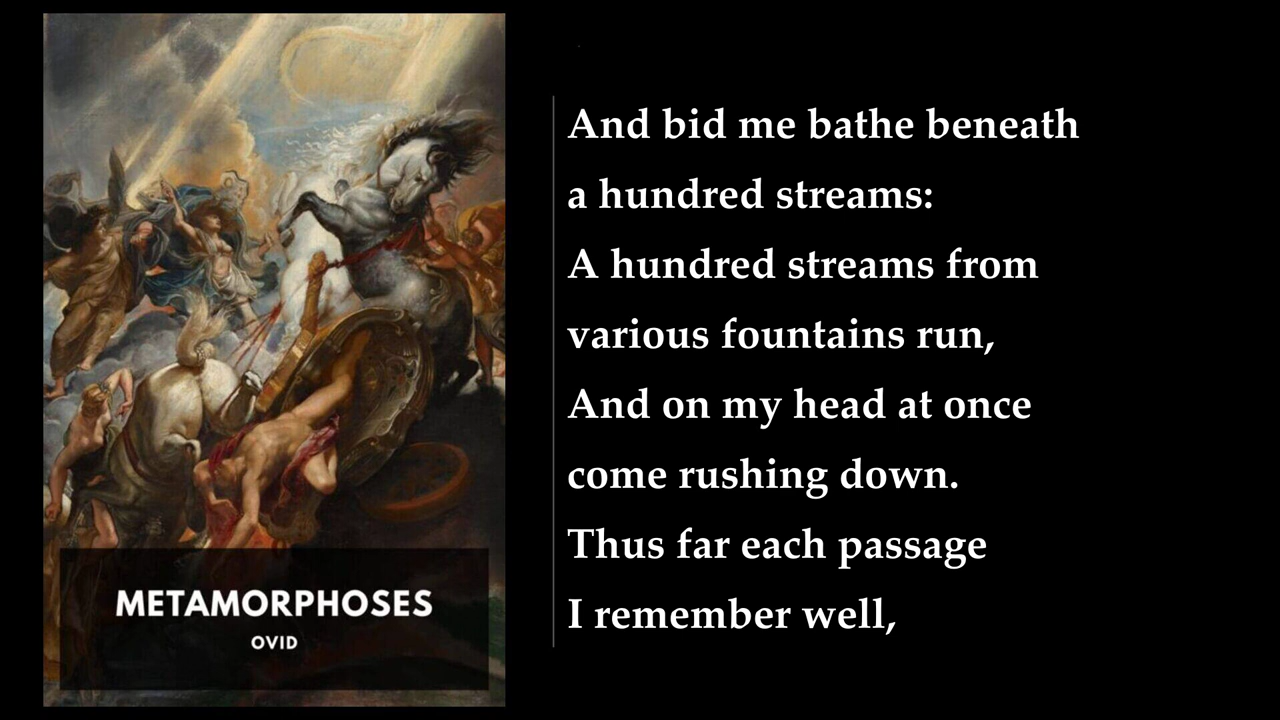 METAMORPHOSES
OVID
And bid me bathe beneath
a hundred streams:
A hundred streams from
various fountains run,
And on my head at once
come rushing down.
Thus far each passage
I remember well,